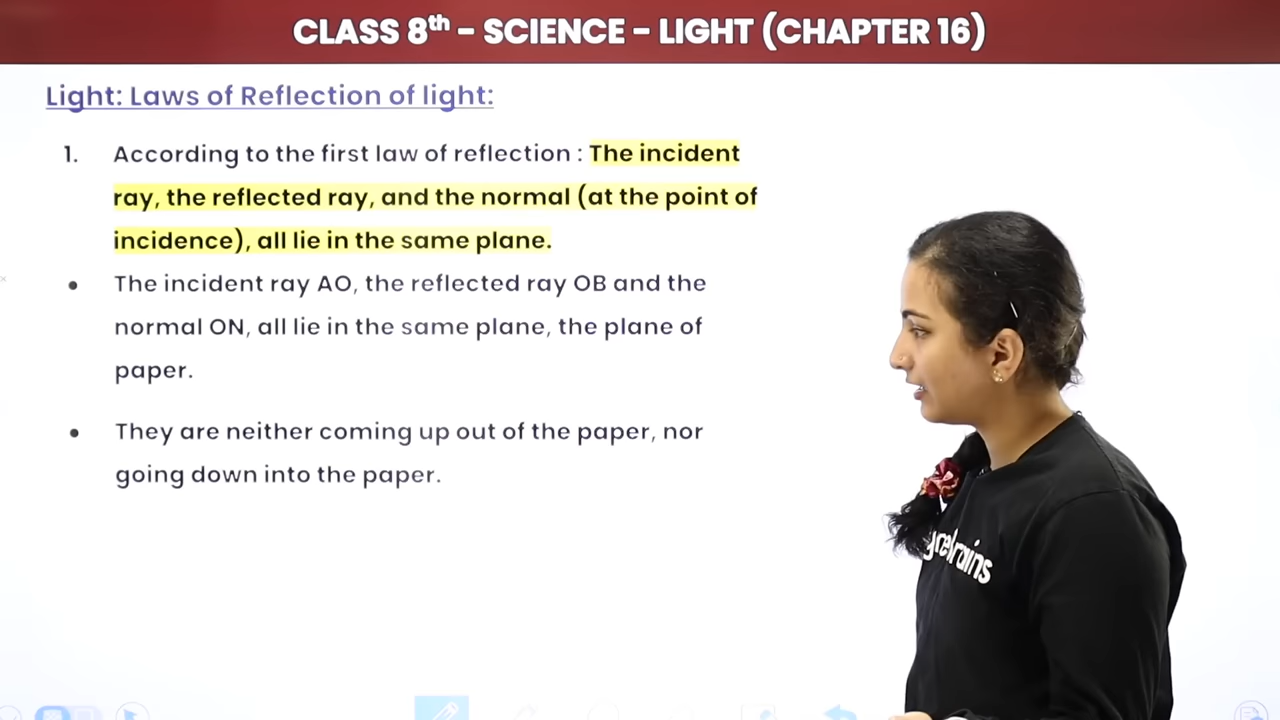 CLASS 8th – SCIENCE – LIGHT (CHAPTER 16)
Light: Laws of Reflection of light:
1. According to the first law of reflection : The incident
ray, the reflected ray, and the normal (at the point of
incidence), all lie in the same plane.
• The incident ray AO, the reflected ray OB and the
normal ON, all lie in the same plane, the plane of
paper.
• They are neither coming up out of the paper, nor
going down into the paper.